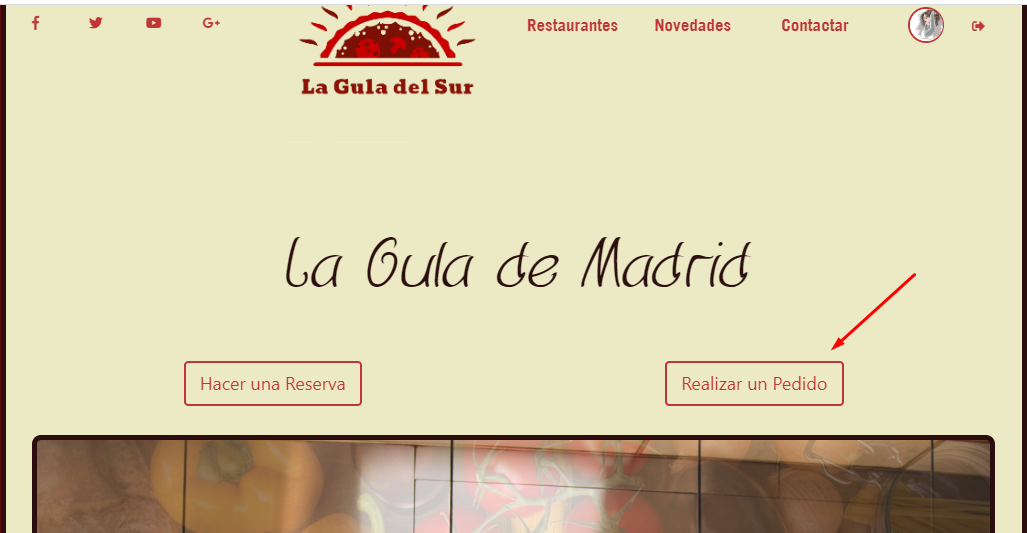 Restaurantes Novedades Contactar
La Gula del Sur
La Gula de Madrid
Hacer una Reserva
Realizar un Pedido